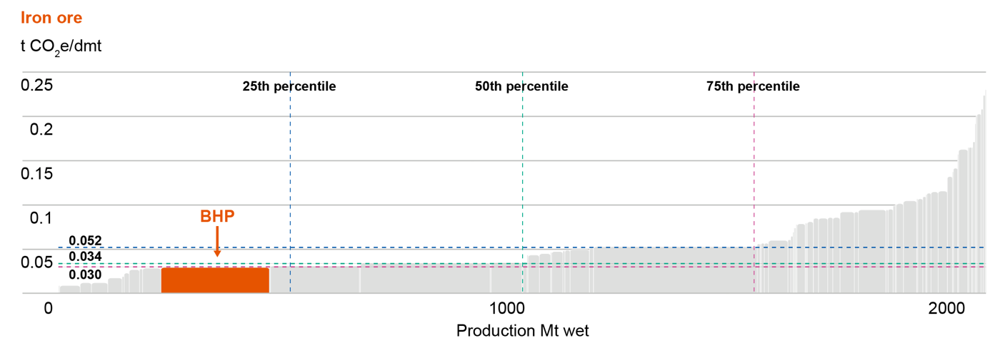 Iron ore
t CO₂e/dmt
0.25
25th percentile
50th percentile
75th percentile
0.2
0.15
0.1
BHP
0.052
0.034
0.05
0.030
0
1000
2000
Production Mt wet